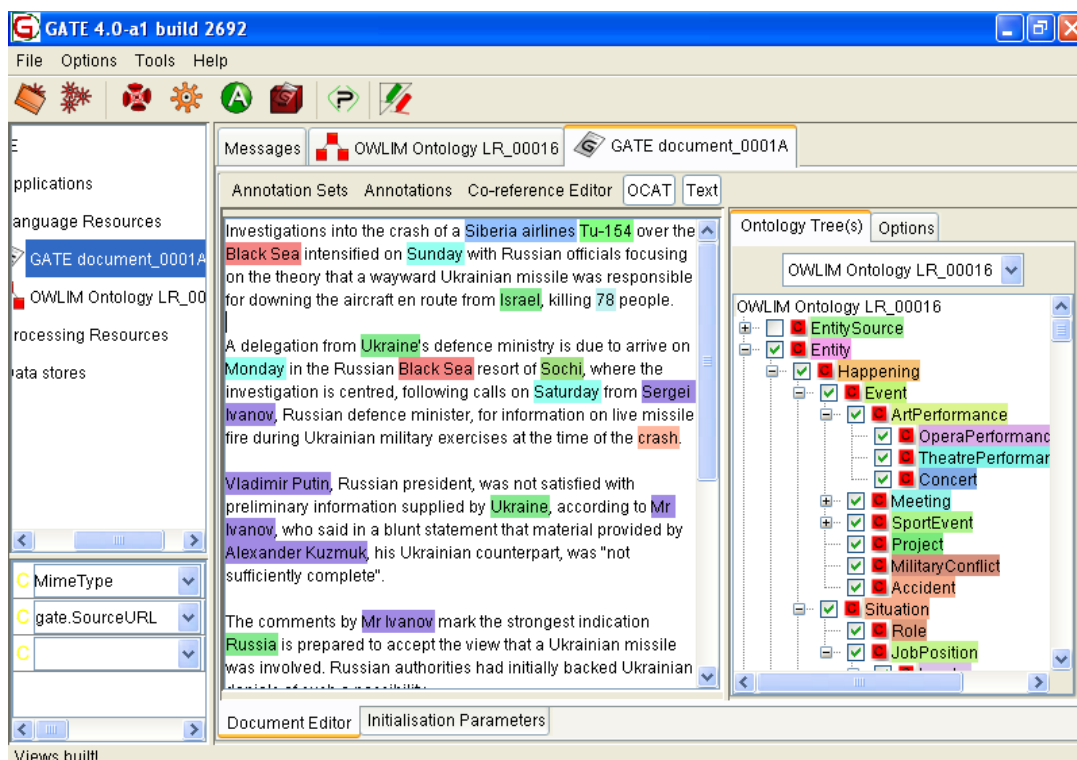 GATE 4.0-a1 build 2692
File Options Tools Help
Messages OWLIM Ontology LR_00016 GATE document_0001A
E
pplications
anguage Resources
GATE document_0001A
OWLIM Ontology LR_00
rocessing Resources
ata stores
MimeType
gate.SourceURL
Annotation Sets Annotations Co-reference Editor OCAT Text
Investigations into the crash of a Siberia airlines Tu-154 over the
Black Sea intensified on Sunday with Russian officials focusing
on the theory that a wayward Ukrainian missile was responsible
for downing the aircraft en route from Israel, killing 78 people.
A delegation from Ukraine's defence ministry is due to arrive on
Monday in the Russian Black Sea resort of Sochi, where the
investigation is centred, following calls on Saturday from Sergei
Ivanov, Russian defence minister, for information on live missile
fire during Ukrainian military exercises at the time of the crash.
Vladimir Putin, Russian president, was not satisfied with
preliminary information supplied by Ukraine, according to Mr
Ivanov, who said in a blunt statement that material provided by
Alexander Kuzmuk, his Ukrainian counterpart, was "not
sufficiently complete".
The comments by Mr Ivanov mark the strongest indication
Russia is prepared to accept the view that a Ukrainian missile
was involved. Russian authorities had initially backed Ukrainian
Ontology Tree(s) Options
OWLIM Ontology LR_00016
OWLIM Ontology LR_00016
EntitySource
Entity
Happening
Event
ArtPerformance
OperaPerformanc
TheatrePerformar
Concert
Meeting
SportEvent
Project
MilitaryConflict
Accident
Situation
Role
JobPosition
Document Editor Initialisation Parameters
Views built!